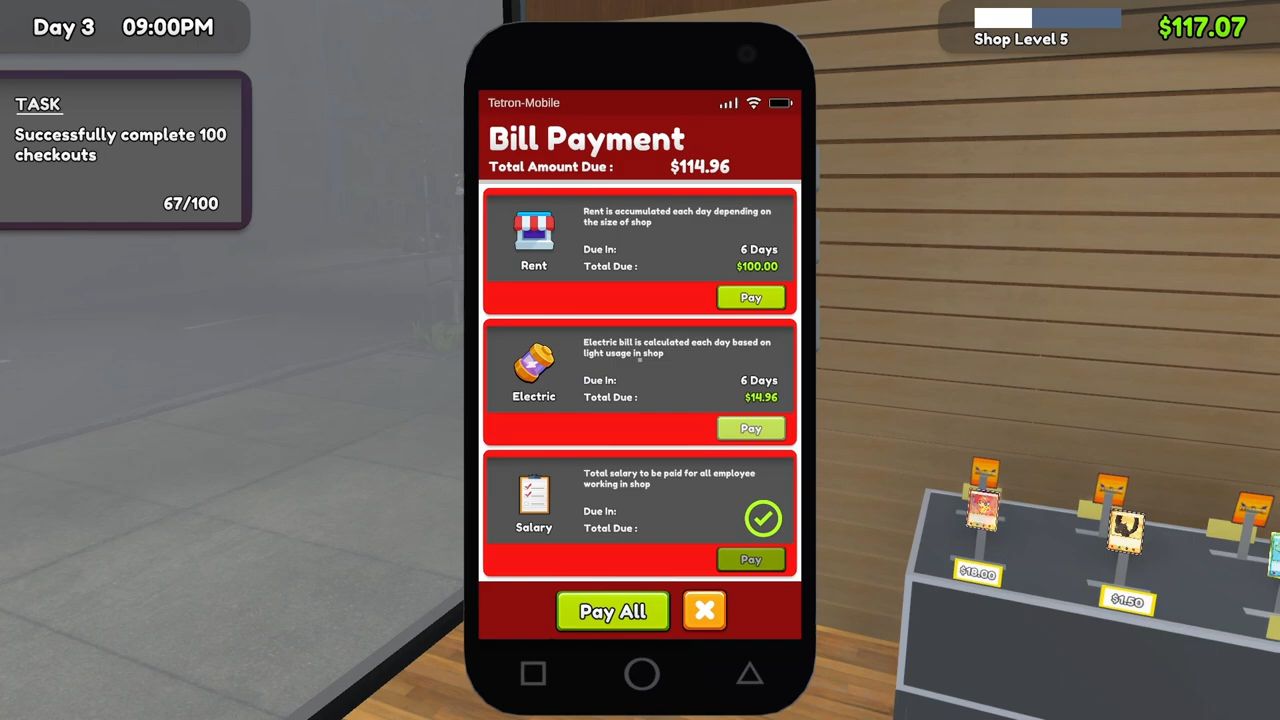 Day 3 09:00PM
TASK
Successfully complete 100
checkouts
67/100
Shop Level 5
$117.07
Tetron-Mobile
Bill Payment
Total Amount Due : $114.96
Rent is accumulated each day depending on
the size of shop
Due In: 6 Days
Total Due : $100.00
Rent
Pay
Electric bill is calculated each day based on
light usage in shop
Due In: 6 Days
Total Due : $14.96
Electric
Pay
Total salary to be paid for all employee
working in shop
Due In:
Total Due :
Salary
Pay
Pay All
$18.00
$1.50